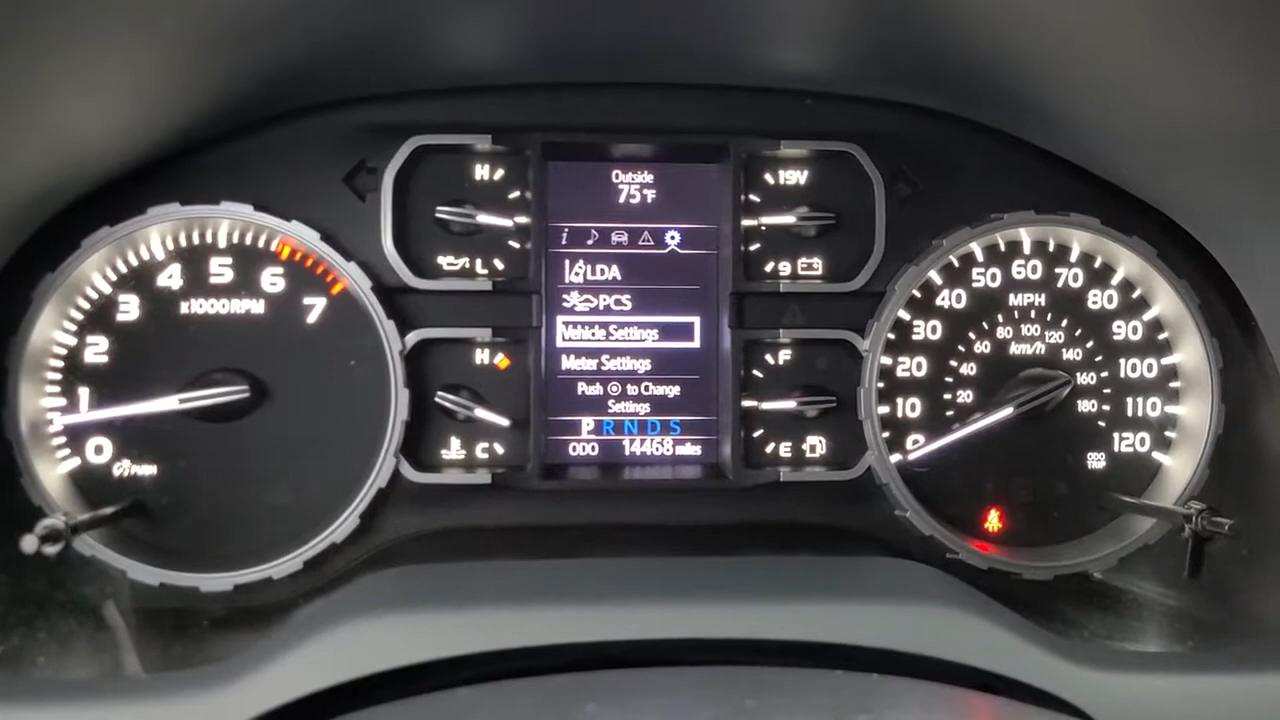 Outside
75°F
i
LDA
PCS
Vehicle Settings
Meter Settings
Push to Change
Settings
P R N D S
ODO 14468 miles
H
L
H
C
19V
9
F
E
0
1
2
3
4
5
6
7
x1000RPM
PUSH
0
10
20
30
40
50
60
70
80
90
100
110
120
MPH
20
40
60
80
100
120
140
160
180
km/h
ODO
TRIP